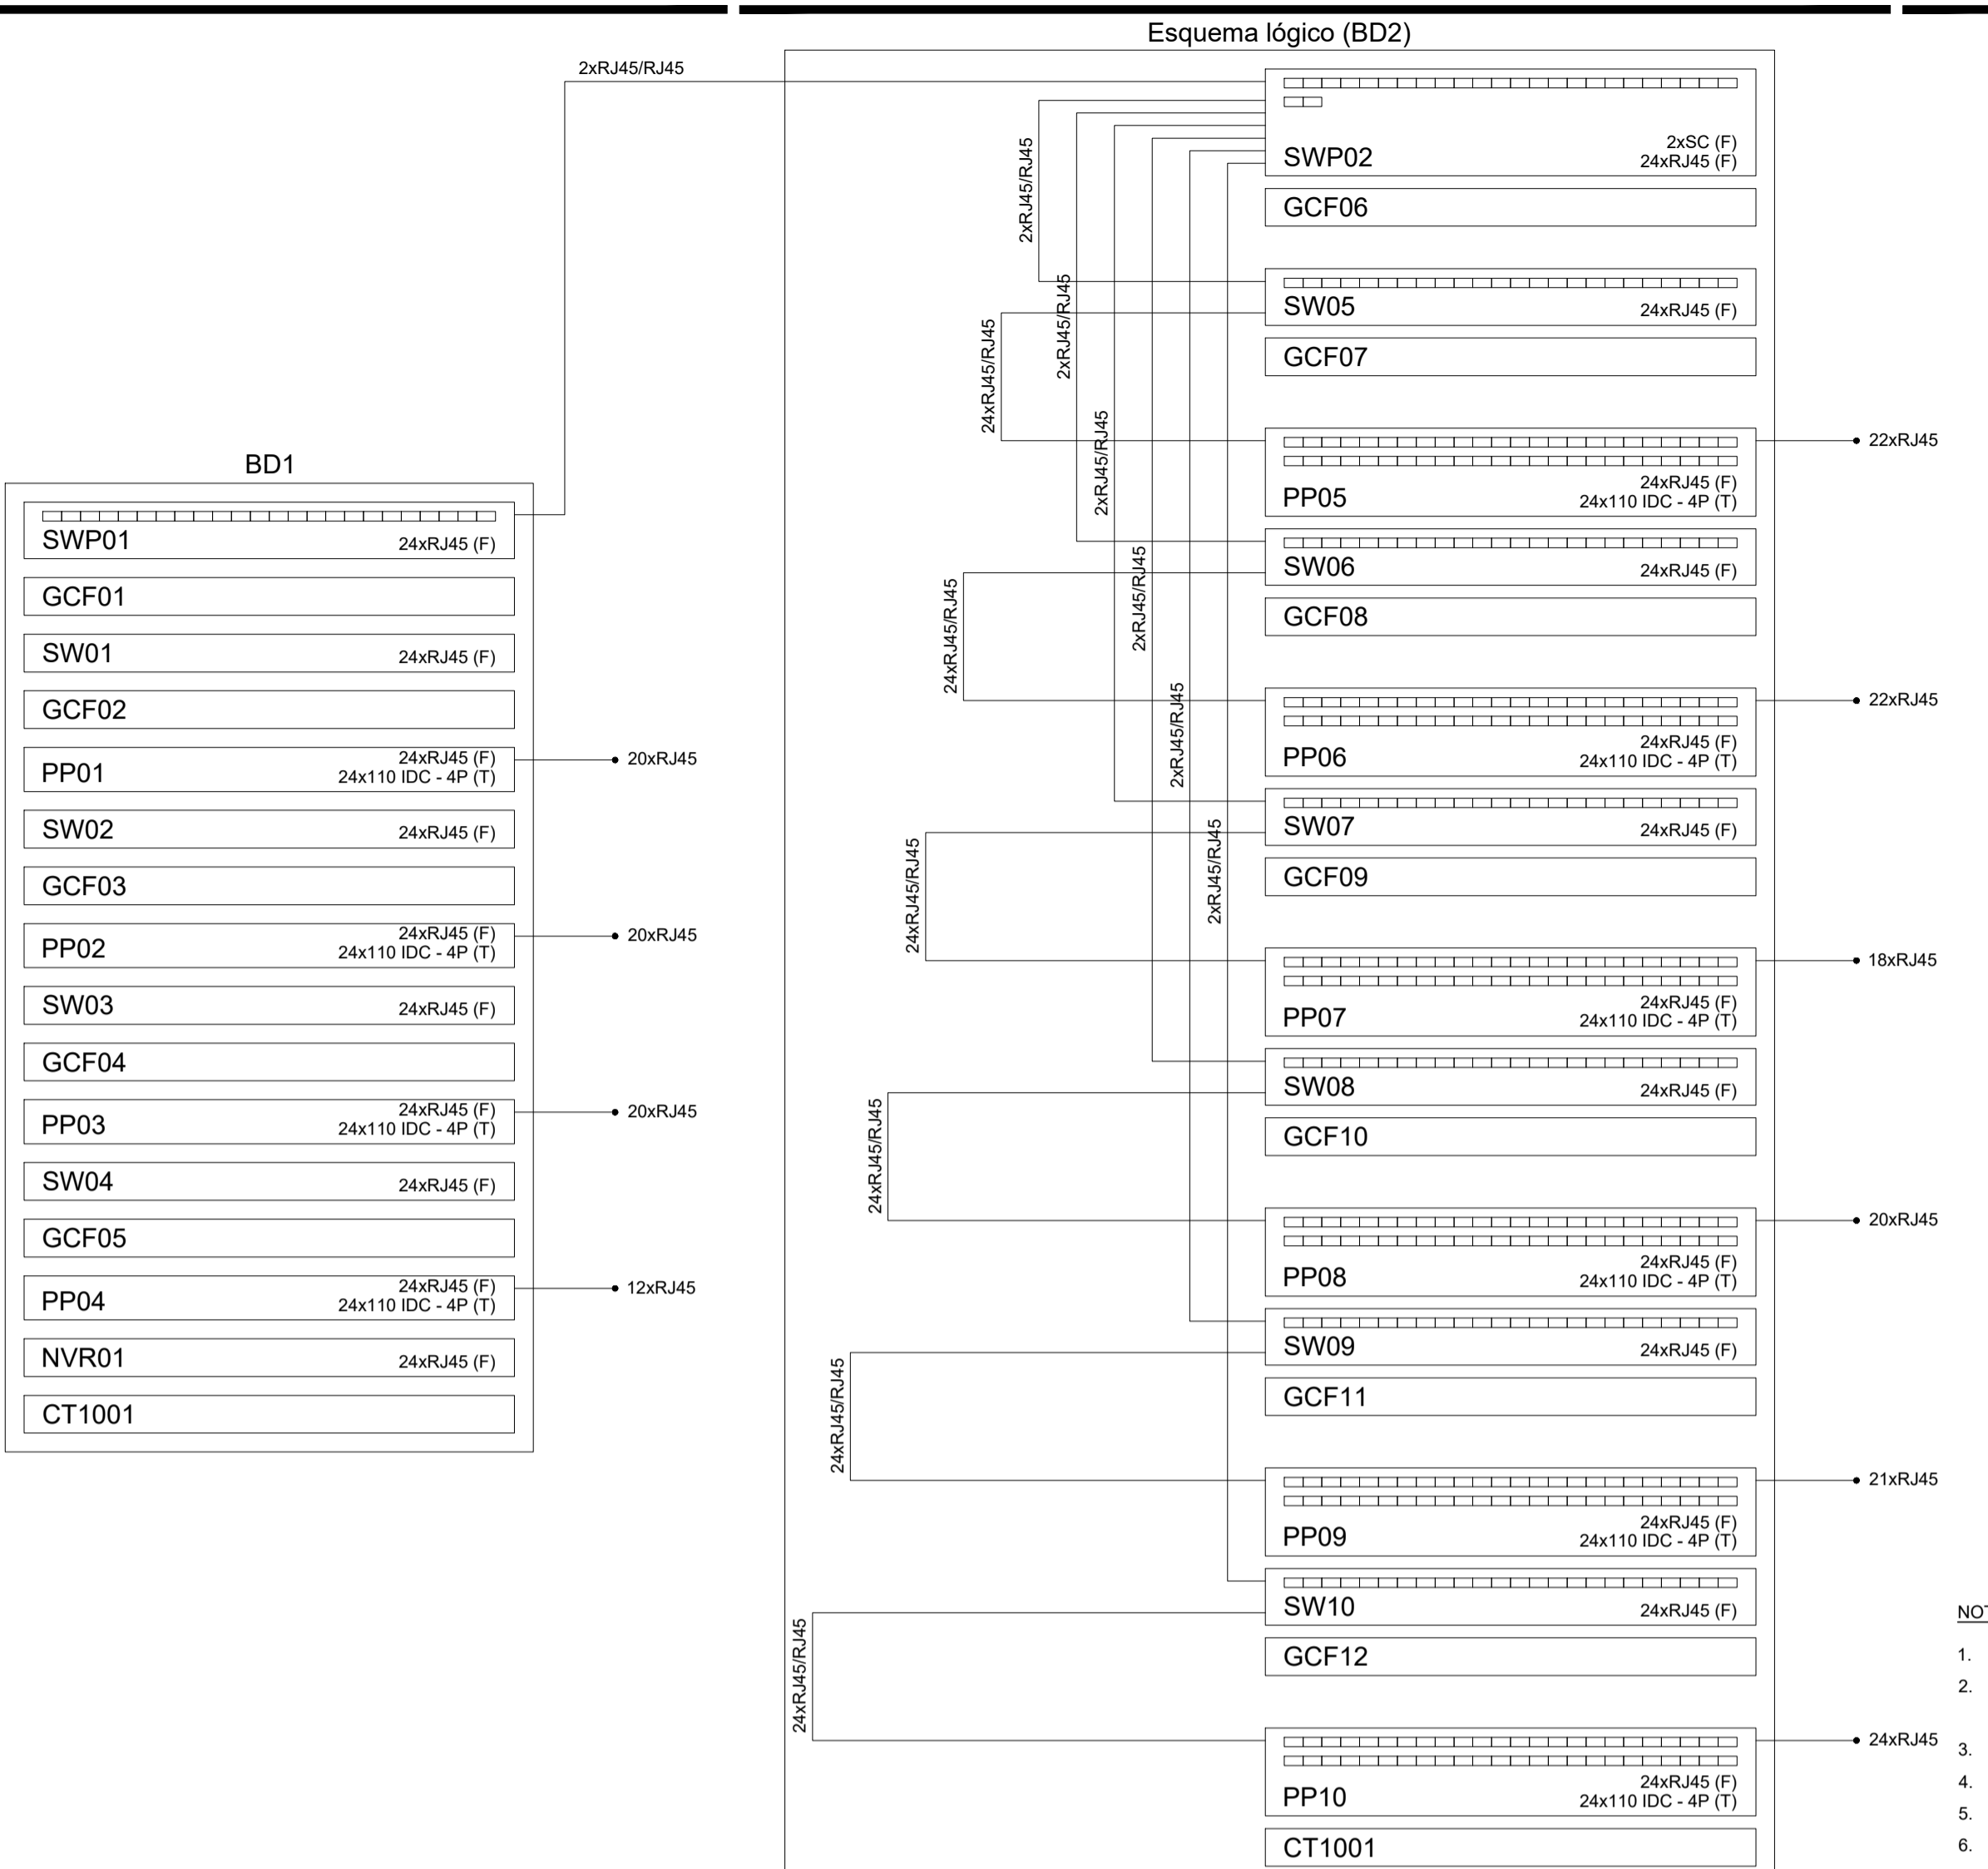 Esquema lógico (BD2)
2xRJ45/RJ45
BD1
SWP01
24xRJ45 (F)
GCF01
SW01
24xRJ45 (F)
GCF02
PP01
24xRJ45 (F)
24x110 IDC - 4P (T)
20xRJ45
SW02
24xRJ45 (F)
GCF03
PP02
24xRJ45 (F)
24x110 IDC - 4P (T)
20xRJ45
SW03
24xRJ45 (F)
GCF04
PP03
24xRJ45 (F)
24x110 IDC - 4P (T)
20xRJ45
SW04
24xRJ45 (F)
GCF05
PP04
24xRJ45 (F)
24x110 IDC - 4P (T)
12xRJ45
NVR01
24xRJ45 (F)
CT1001
2xRJ45/RJ45
2xRJ45/RJ45
2xRJ45/RJ45
2xRJ45/RJ45
2xRJ45/RJ45
2xRJ45/RJ45
24xRJ45/RJ45
24xRJ45/RJ45
24xRJ45/RJ45
24xRJ45/RJ45
24xRJ45/RJ45
24xRJ45/RJ45
SWP02
2xSC (F)
24xRJ45 (F)
GCF06
SW05
24xRJ45 (F)
GCF07
PP05
24xRJ45 (F)
24x110 IDC - 4P (T)
22xRJ45
SW06
24xRJ45 (F)
GCF08
PP06
24xRJ45 (F)
24x110 IDC - 4P (T)
22xRJ45
SW07
24xRJ45 (F)
GCF09
PP07
24xRJ45 (F)
24x110 IDC - 4P (T)
18xRJ45
SW08
24xRJ45 (F)
GCF10
PP08
24xRJ45 (F)
24x110 IDC - 4P (T)
20xRJ45
SW09
24xRJ45 (F)
GCF11
PP09
24xRJ45 (F)
24x110 IDC - 4P (T)
21xRJ45
SW10
24xRJ45 (F)
GCF12
PP10
24xRJ45 (F)
24x110 IDC - 4P (T)
24xRJ45
CT1001
1.
2.
3.
4.
5.
6.